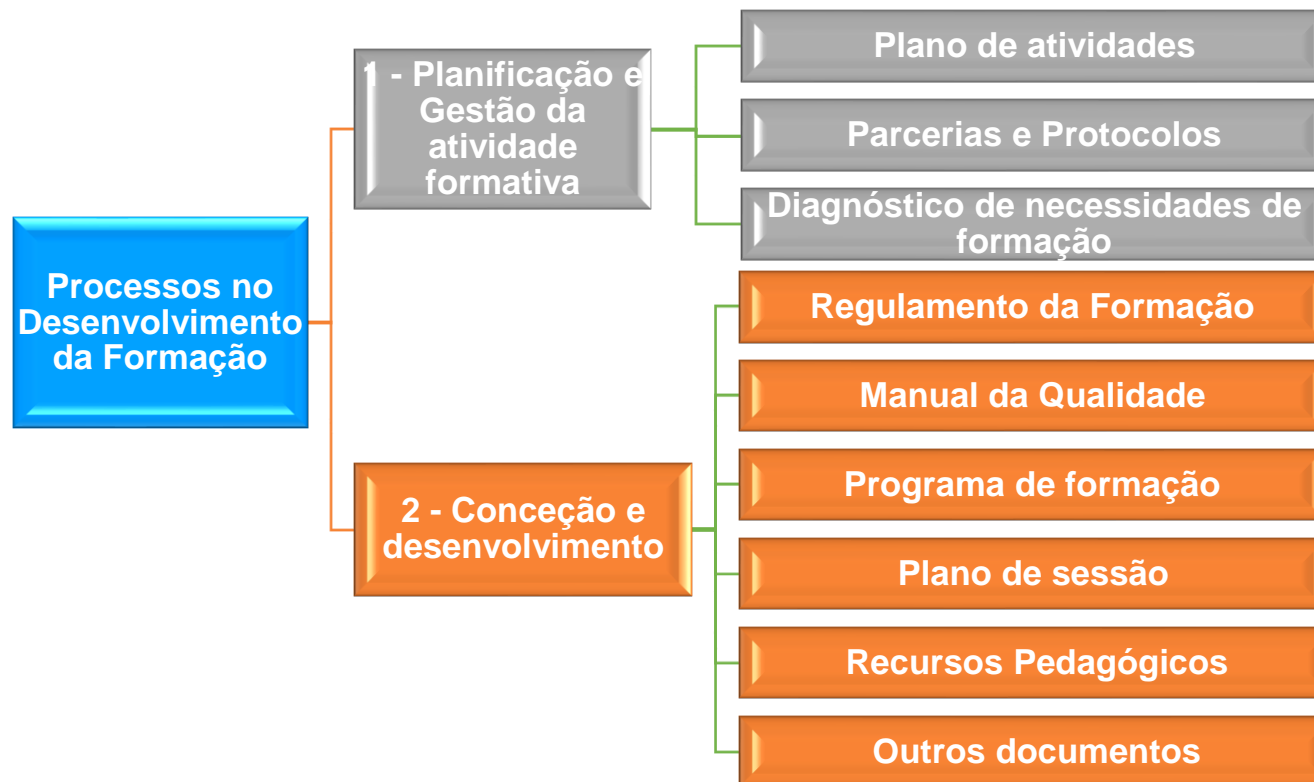 Processos no
Desenvolvimento
da Formação
1 - Planificação e
Gestão da
atividade
formativa
Plano de atividades
Parcerias e Protocolos
Diagnóstico de necessidades de
formação
2 - Conceção e
desenvolvimento
Regulamento da Formação
Manual da Qualidade
Programa de formação
Plano de sessão
Recursos Pedagógicos
Outros documentos